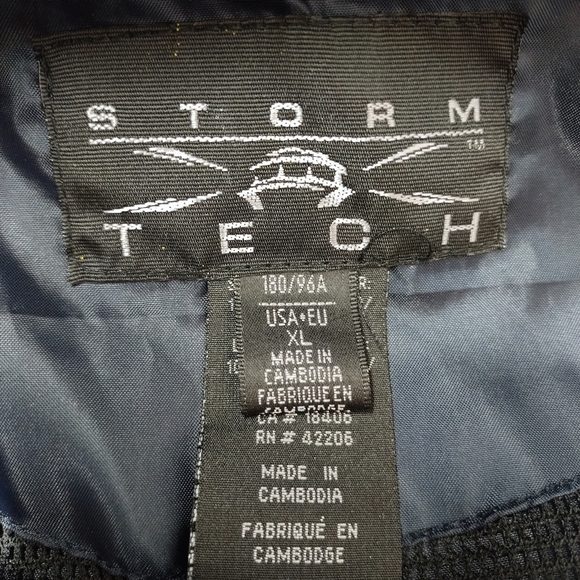 STORM
TM
TECH
180/96A
USA•EU
XL
MADE IN
CAMBODIA
FABRIQUE EN
CAMBODGE
CA # 18406
RN # 42206
MADE IN
CAMBODIA
FABRIQUÉ EN
CAMBODGE